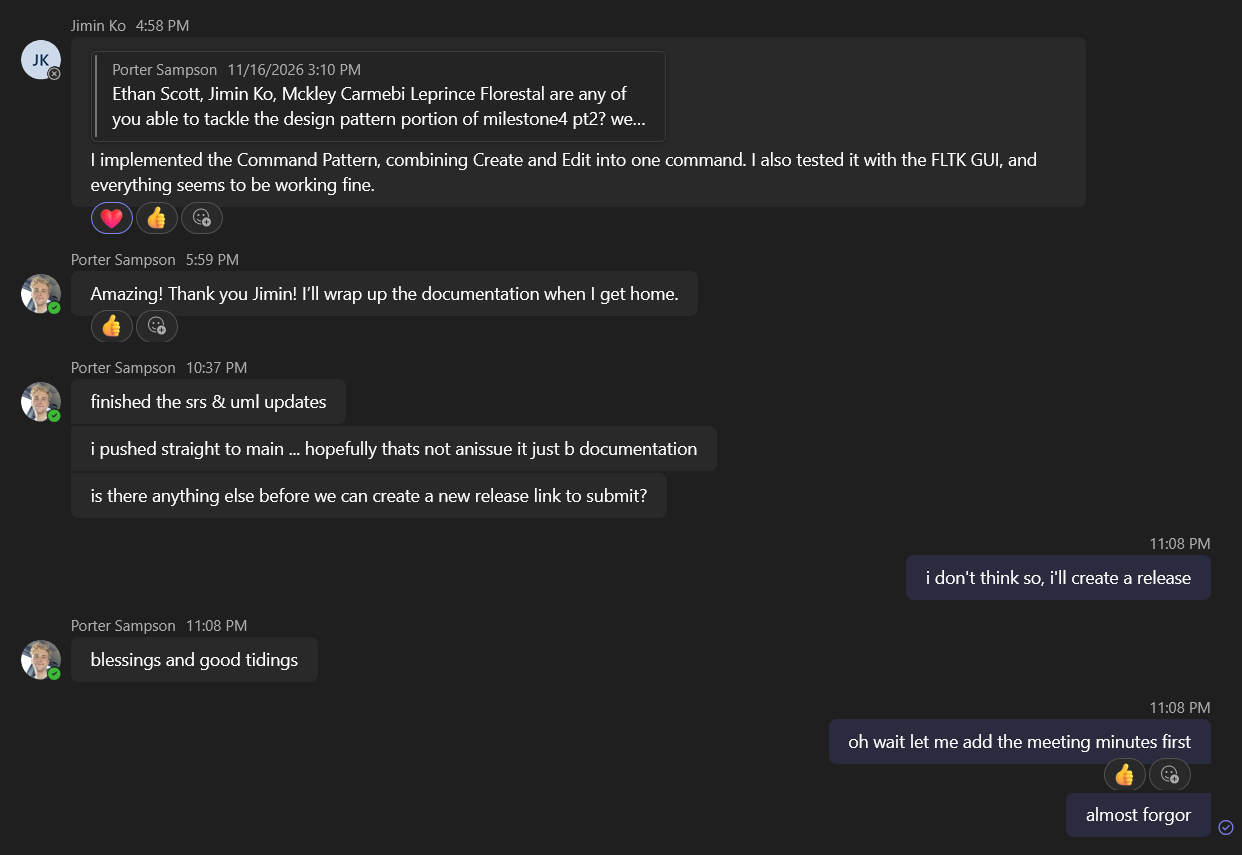 Jimin Ko 4:58 PM
JK
Porter Sampson 11/16/2026 3:10 PM
Ethan Scott, Jimin Ko, Mckley Carmebi Leprince Florestal are any of
you able to tackle the design pattern portion of milestone4 pt2? we...
I implemented the Command Pattern, combining Create and Edit into one command. I also tested it with the FLTK GUI, and
everything seems to be working fine.
Porter Sampson 5:59 PM
Amazing! Thank you Jimin! I’ll wrap up the documentation when I get home.
Porter Sampson 10:37 PM
finished the srs & uml updates
i pushed straight to main ... hopefully thats not anissue it just b documentation
is there anything else before we can create a new release link to submit?
11:08 PM
i don't think so, i'll create a release
Porter Sampson 11:08 PM
blessings and good tidings
11:08 PM
oh wait let me add the meeting minutes first
almost forgor